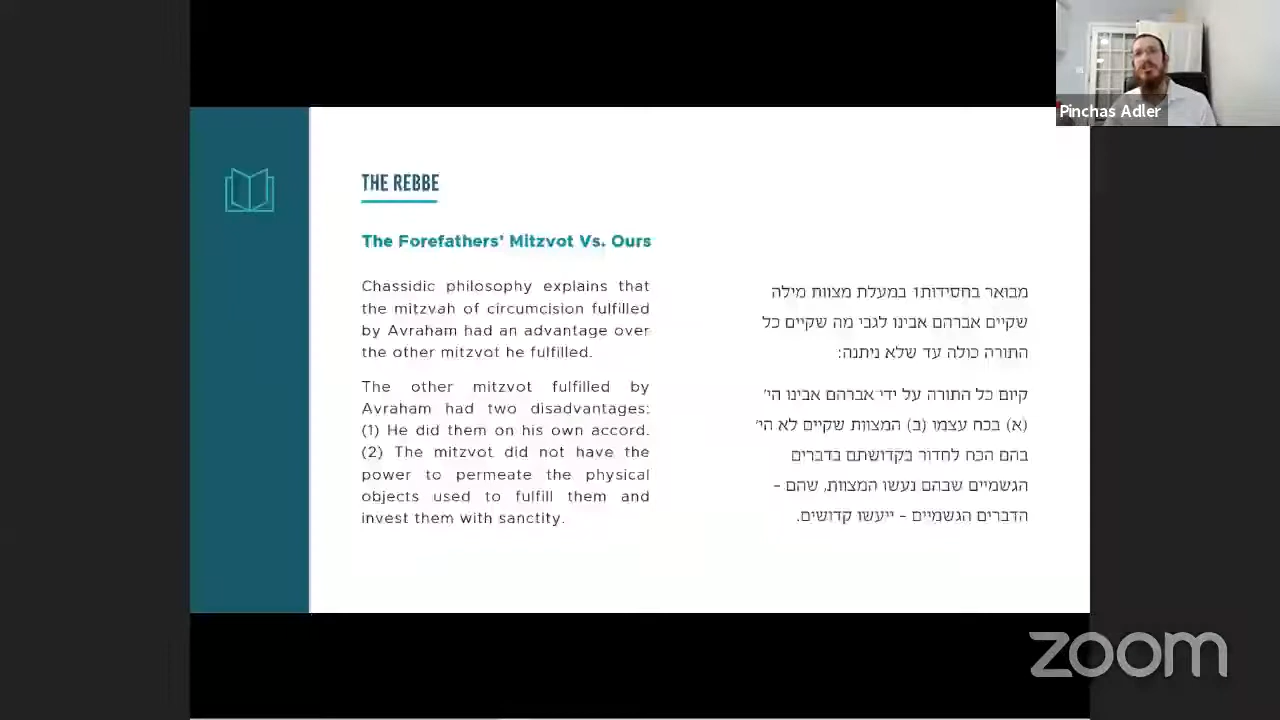 Pinchas Adler
THE REBBE
The Forefathers' Mitzvot Vs. Ours
Chassidic philosophy explains that
the mitzvah of circumcision fulfilled
by Avraham had an advantage over
the other mitzvot he fulfilled.
The other mitzvot fulfilled by
Avraham had two disadvantages:
(1) He did them on his own accord.
(2) The mitzvot did not have the
power to permeate the physical
objects used to fulfill them and
invest them with sanctity.
מבואר בחסידות1 במעלת מצוות מילה
שקיים אברהם אבינו לגבי מה שקיים כל
התורה כולה עד שלא ניתנה:
קיום כל התורה על ידי אברהם אבינו הי'
(א) בכח עצמו (ב) המצוות שקיים לא הי'
בהם הכח לחדור בקדושתם בדברים
הגשמיים שבהם נעשו המצוות, שהם –
הדברים הגשמיים – ייעשו קדושים.
zoom